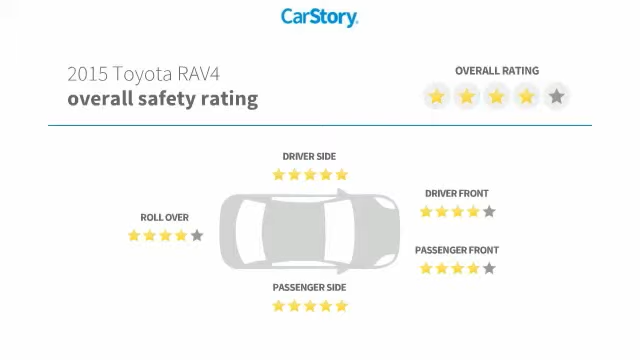 CarStory.
2015 Toyota RAV4
overall safety rating
OVERALL RATING
DRIVER SIDE
DRIVER FRONT
ROLL OVER
PASSENGER FRONT
PASSENGER SIDE